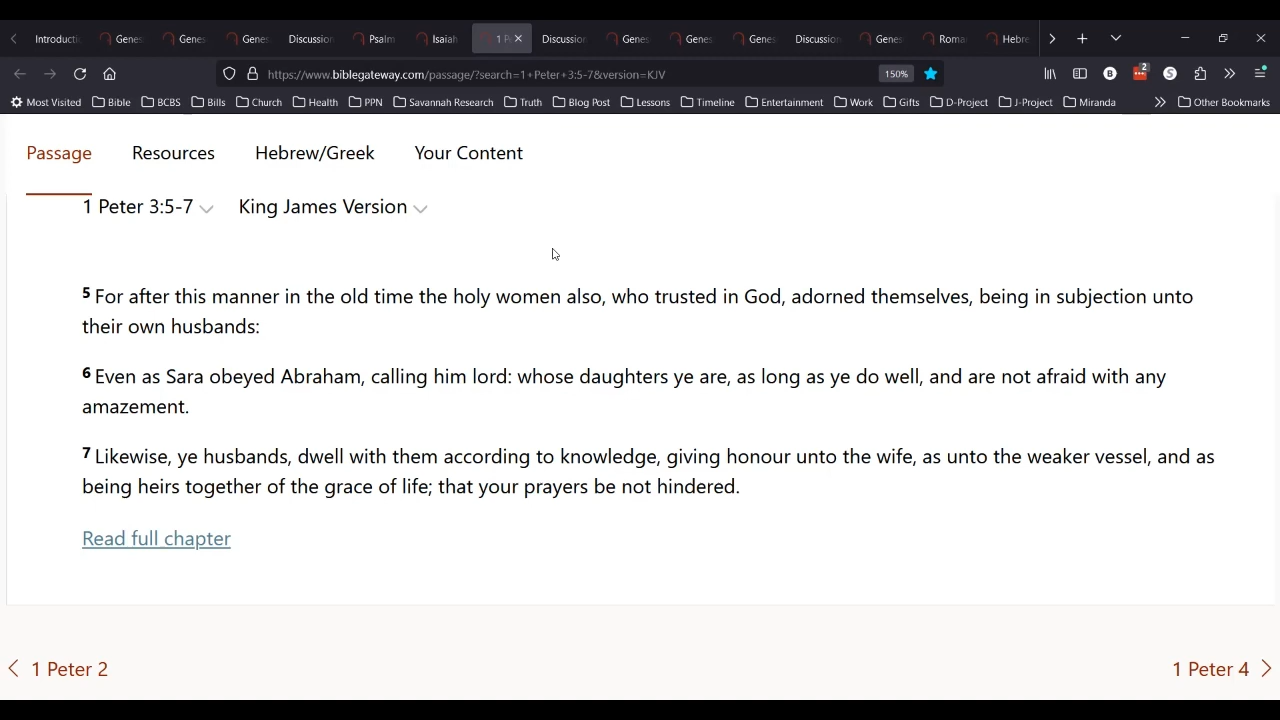 Introducti Genes Genes Genes Discussion Psalm Isaiah 1 P Discussion Genes Genes Genes Discussion Genes Roma Hebre
https://www.biblegateway.com/passage/?search=1+Peter+3:5-7&version=KJV 150% 2
Most Visited Bible BCBS Bills Church Health PPN Savannah Research Truth Blog Post Lessons Timeline Entertainment Work Gifts D-Project J-Project Miranda Other Bookmarks
Passage Resources Hebrew/Greek Your Content
1 Peter 3:5-7 King James Version
5 For after this manner in the old time the holy women also, who trusted in God, adorned themselves, being in subjection unto
their own husbands:
6 Even as Sara obeyed Abraham, calling him lord: whose daughters ye are, as long as ye do well, and are not afraid with any
amazement.
7 Likewise, ye husbands, dwell with them according to knowledge, giving honour unto the wife, as unto the weaker vessel, and as
being heirs together of the grace of life; that your prayers be not hindered.
Read full chapter
1 Peter 2 1 Peter 4